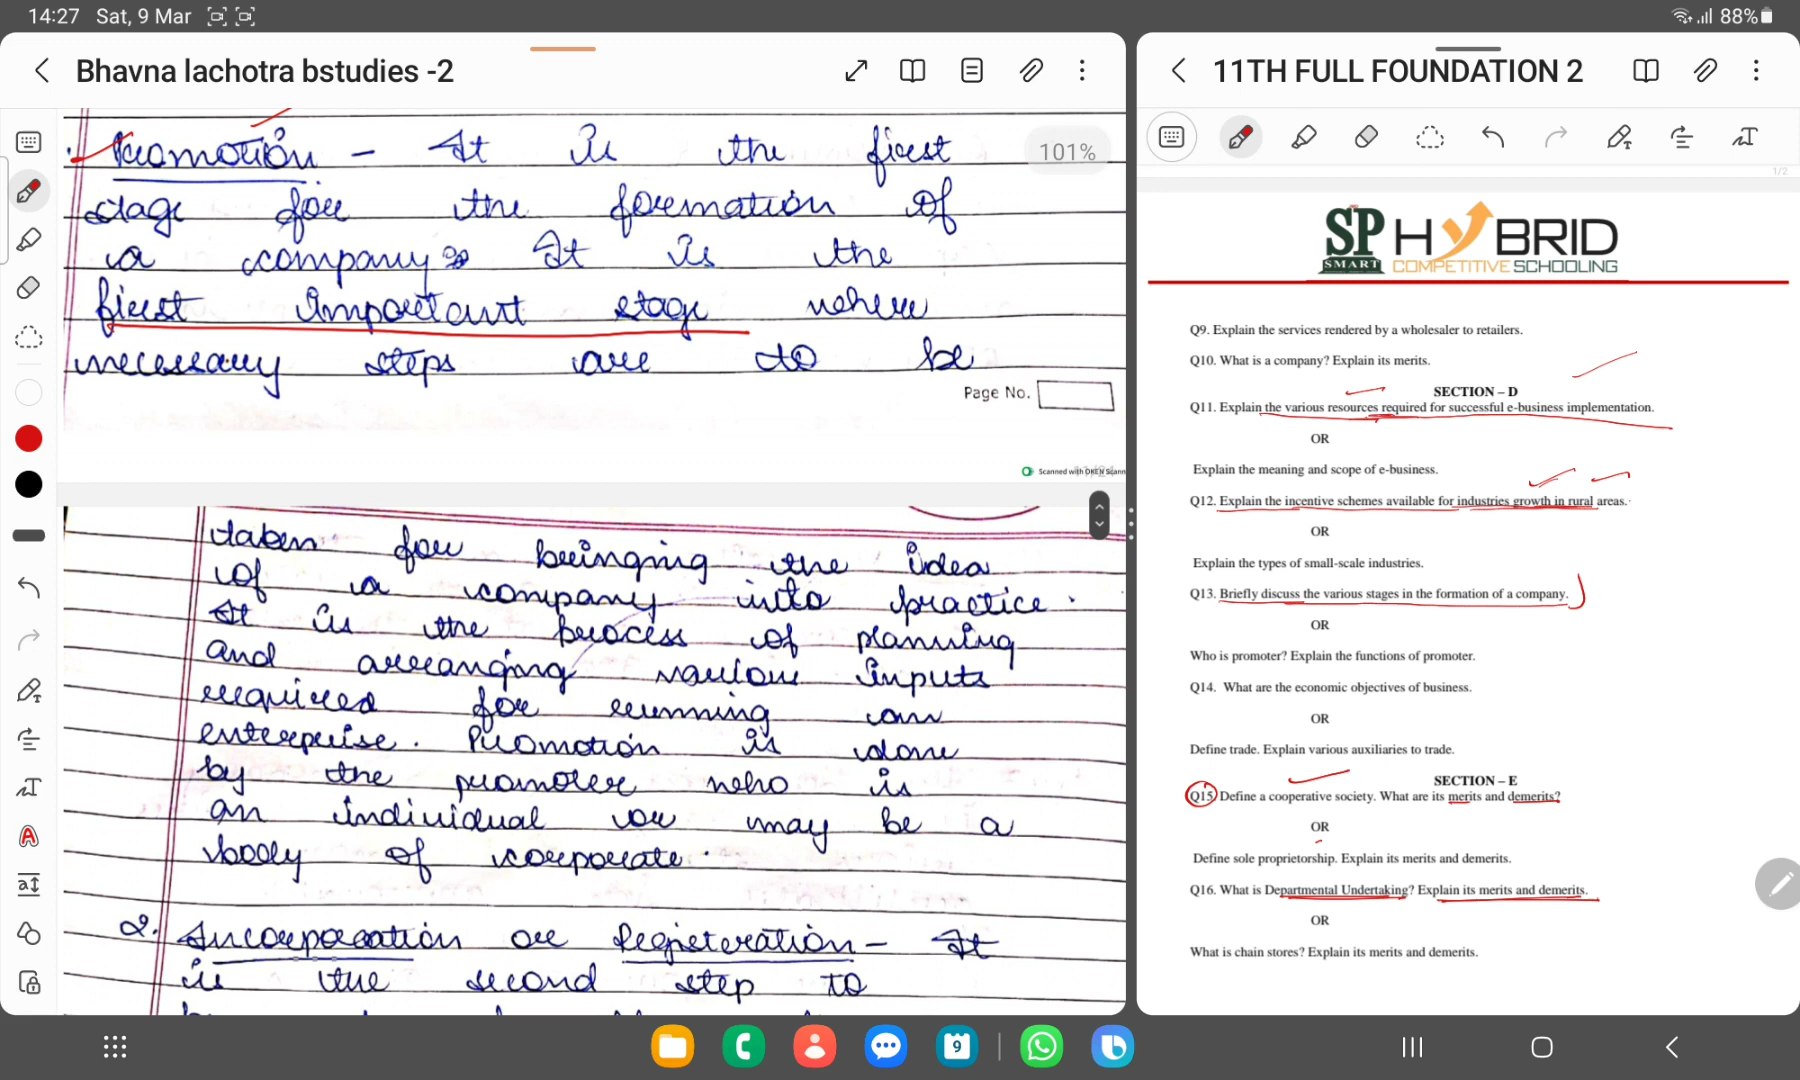 14:27 Sat, 9 Mar
88%
Bhavna lachotra bstudies -2
101%
Promotion - It is the first
stage for the formation of
a company. It is the
first important stage where
necessary steps are to be
Page No.
Scanned with OKEN Scann
taken for bringing the idea
of a company into practice.
It is the process of planning
and arranging various inputs
required for running an
enterprise. Promotion is done
by the promoter who is
an individual or may be a
body of corporate.
2. Incorporation or Registeration - It
is the second step to
11TH FULL FOUNDATION 2
1/2
SP HYBRID
SMART COMPETITIVE SCHOOLING
Q9. Explain the services rendered by a wholesaler to retailers.
Q10. What is a company? Explain its merits.
SECTION – D
Q11. Explain the various resources required for successful e-business implementation.
OR
Explain the meaning and scope of e-business.
Q12. Explain the incentive schemes available for industries growth in rural areas.
OR
Explain the types of small-scale industries.
Q13. Briefly discuss the various stages in the formation of a company.
OR
Who is promoter? Explain the functions of promoter.
Q14. What are the economic objectives of business.
OR
Define trade. Explain various auxiliaries to trade.
SECTION – E
Q15. Define a cooperative society. What are its merits and demerits?
OR
Define sole proprietorship. Explain its merits and demerits.
Q16. What is Departmental Undertaking? Explain its merits and demerits.
OR
What is chain stores? Explain its merits and demerits.
9